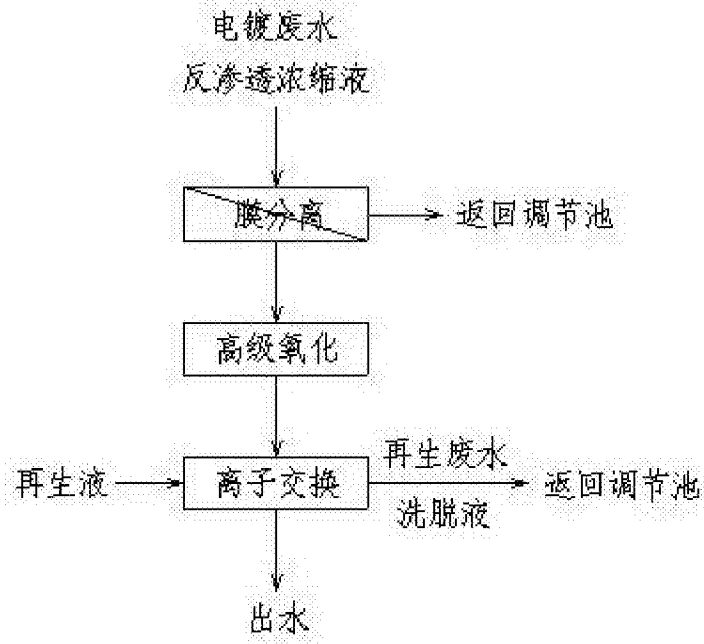 电镀废水
反渗透浓缩液
膜分离
返回调节池
高级氧化
再生液
离子交换
再生废水
洗脱液
返回调节池
出水